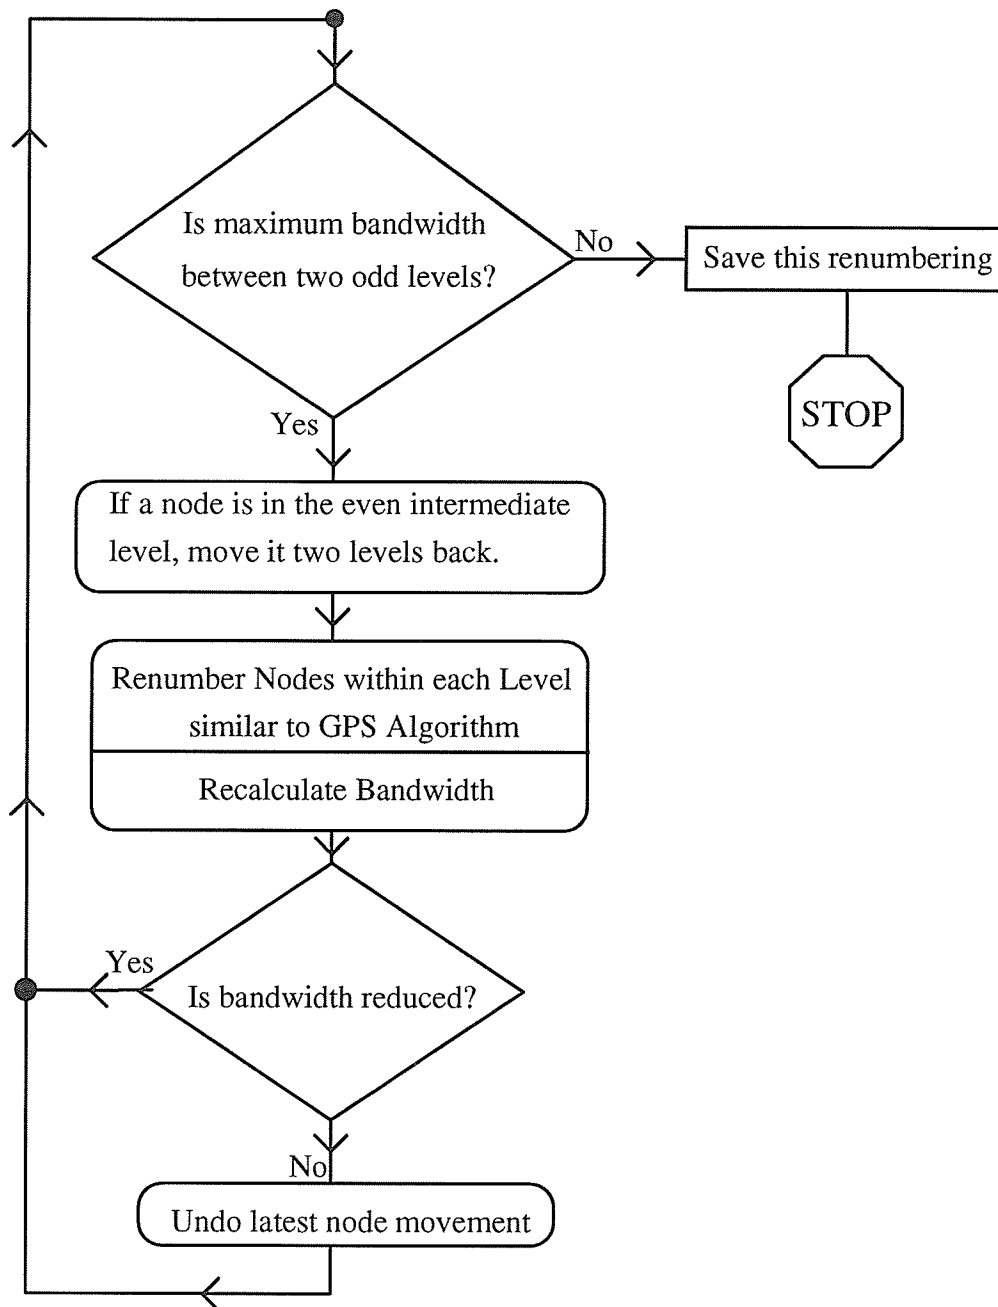 Is maximum bandwidth
between two odd levels?
No
Save this renumbering
STOP
Yes
If a node is in the even intermediate
level, move it two levels back.
Renumber Nodes within each Level
similar to GPS Algorithm
Recalculate Bandwidth
Yes
Is bandwidth reduced?
No
Undo latest node movement